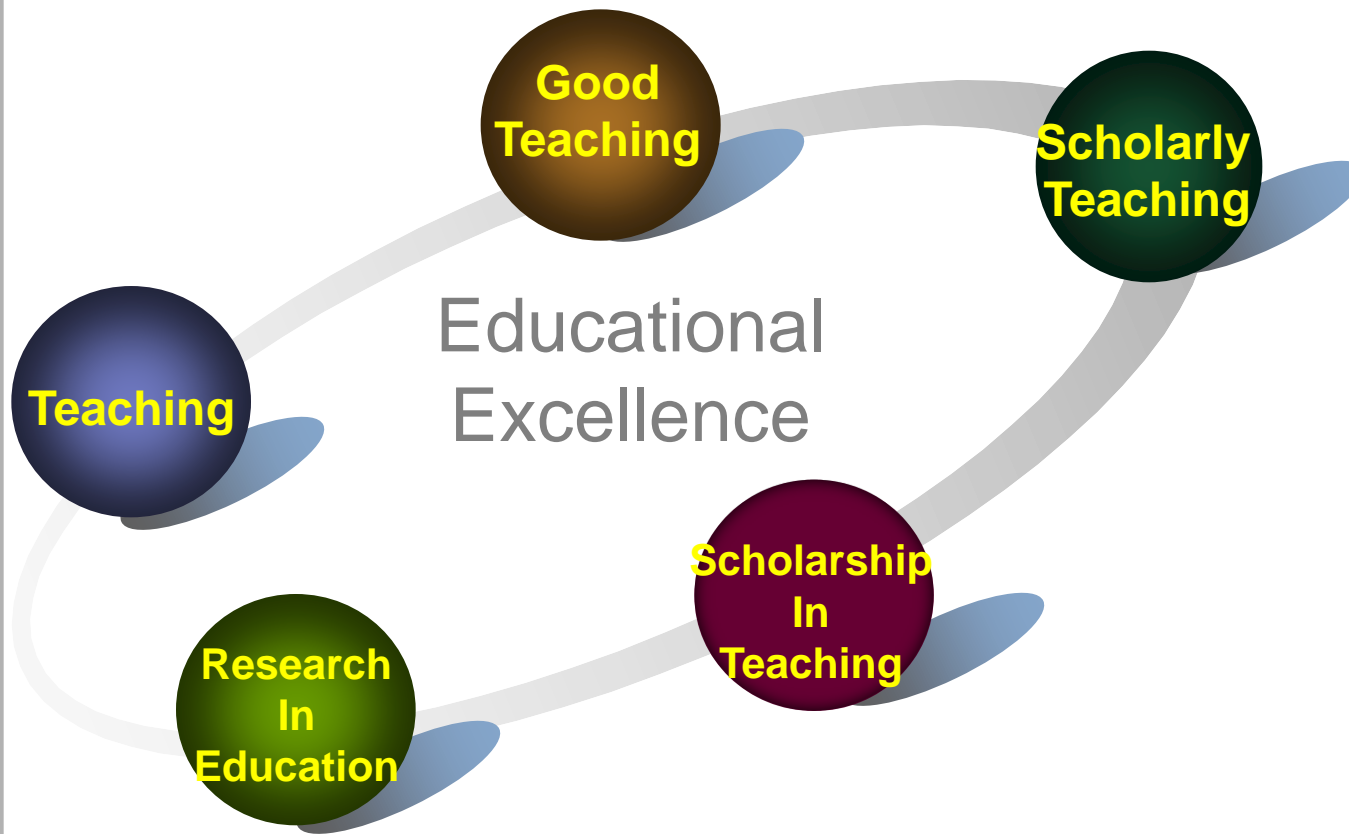 Good
Teaching
Scholarly
Teaching
Educational
Excellence
Teaching
Scholarship
In
Teaching
Research
In
Education